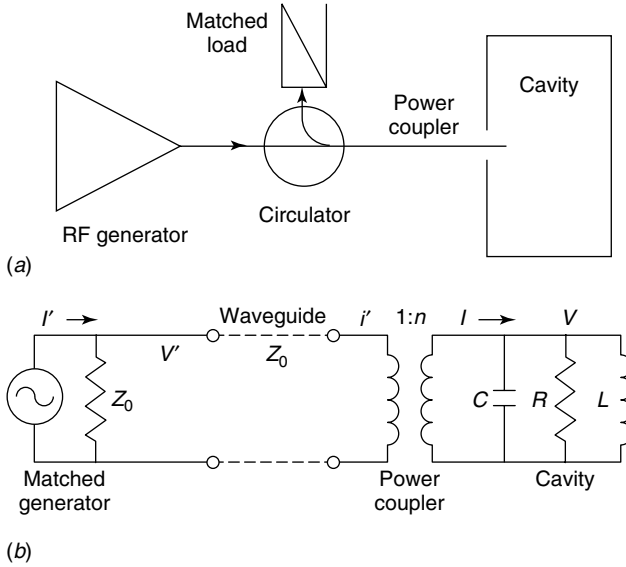 Matched
load
Power
coupler
Cavity
Circulator
RF generator
(a)
I' Waveguide i' 1:n I V
V' Z0
Z0 C R L
Matched
generator
Power
coupler
Cavity
(b)